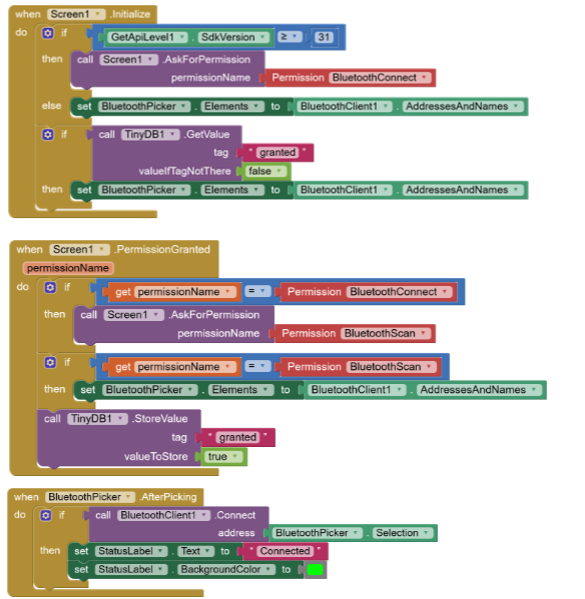 when Screen1 .Initialize
do if GetApiLevel1 . SdkVersion ≥ 31
then call Screen1 .AskForPermission
permissionName Permission BluetoothConnect
else set BluetoothPicker . Elements to BluetoothClient1 . AddressesAndNames
if call TinyDB1 .GetValue
tag " granted "
valueIfTagNotThere false
then set BluetoothPicker . Elements to BluetoothClient1 . AddressesAndNames
when Screen1 .PermissionGranted
permissionName
do if get permissionName = Permission BluetoothConnect
then call Screen1 .AskForPermission
permissionName Permission BluetoothScan
if get permissionName = Permission BluetoothScan
then set BluetoothPicker . Elements to BluetoothClient1 . AddressesAndNames
call TinyDB1 .StoreValue
tag " granted "
valueToStore true
when BluetoothPicker .AfterPicking
do if call BluetoothClient1 .Connect
address BluetoothPicker . Selection
then set StatusLabel . Text to " Connected "
set StatusLabel . BackgroundColor to